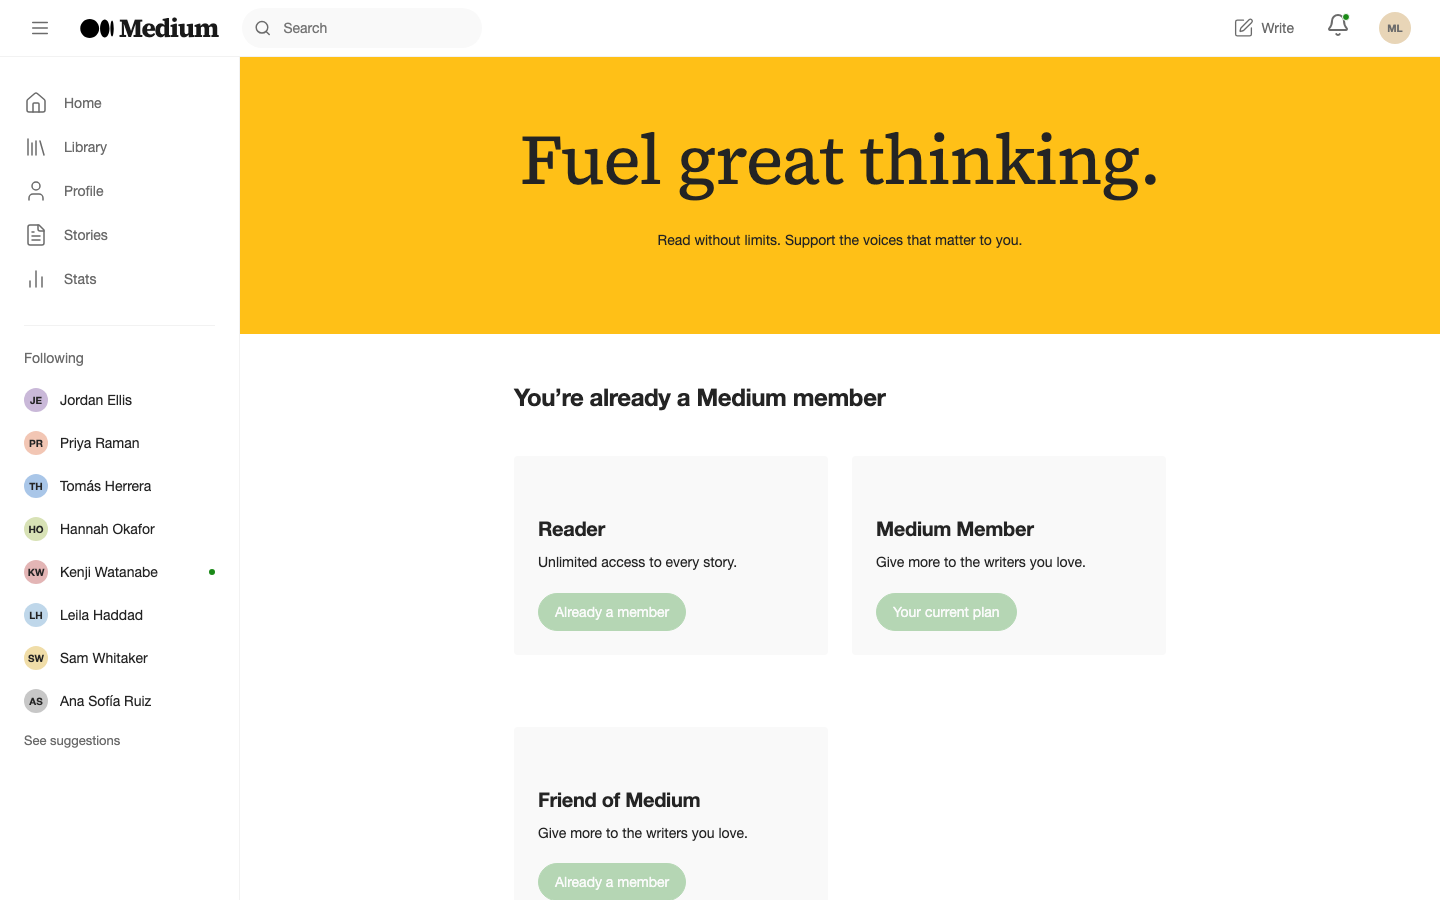 Medium
Search
Write
ML
Home
Library
Profile
Stories
Stats
Following
JE Jordan Ellis
PR Priya Raman
TH Tomás Herrera
HO Hannah Okafor
KW Kenji Watanabe
LH Leila Haddad
SW Sam Whitaker
AS Ana Sofía Ruiz
See suggestions
Fuel great thinking.
Read without limits. Support the voices that matter to you.
You’re already a Medium member
Reader
Unlimited access to every story.
Already a member
Medium Member
Give more to the writers you love.
Your current plan
Friend of Medium
Give more to the writers you love.
Already a member